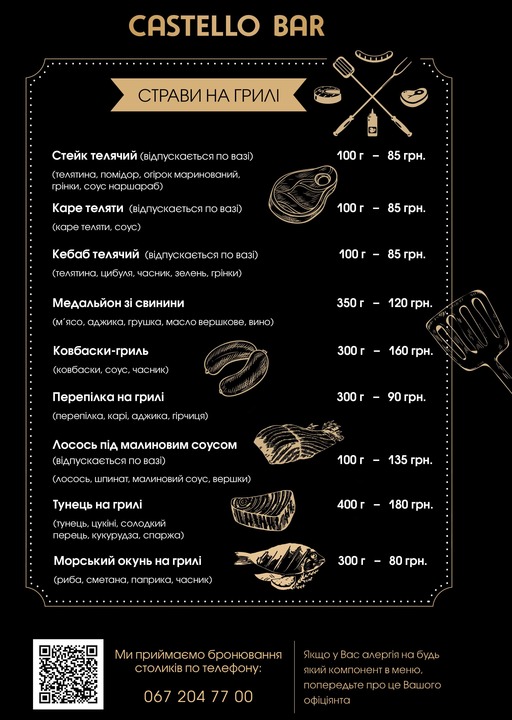 CASTELLO BAR
СТРАВИ НА ГРИЛІ
Стейк телячий (відпускається по вазі) 100 г – 85 грн.
(телятина, помідор, огірок маринований,
грінки, соус наршараб)
Каре теляти (відпускається по вазі) 100 г – 85 грн.
(каре теляти, соус)
Кебаб телячий (відпускається по вазі) 100 г – 85 грн.
(телятина, цибуля, часник, зелень, грінки)
Медальйон зі свинини 350 г – 120 грн.
(м'ясо, аджика, грушка, масло вершкове, вино)
Ковбаски-гриль 300 г – 160 грн.
(ковбаски, соус, часник)
Перепілка на грилі 300 г – 90 грн.
(перепілка, карі, аджика, гірчиця)
Лосось під малиновим соусом
(відпускається по вазі) 100 г – 135 грн.
(лосось, шпинат, малиновий соус, вершки)
Тунець на грилі 400 г – 180 грн.
(тунець, цукіні, солодкий
перець, кукурудза, спаржа)
Морський окунь на грилі 300 г – 80 грн.
(риба, сметана, паприка, часник)
Ми приймаємо бронювання
столиків по телефону:
067 204 77 00
Якщо у Вас алергія на будь
який компонент в меню,
попередьте про це Вашого
офіціянта